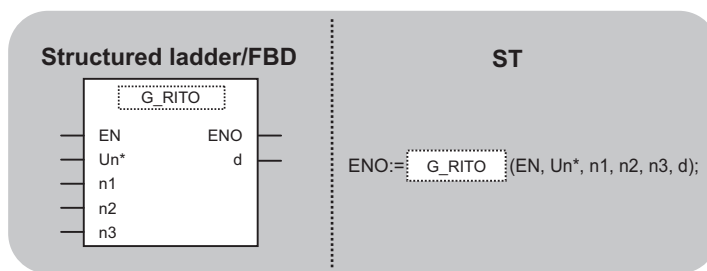 Structured ladder/FBD
G_RITO
EN ENO
Un* d
n1
n2
n3
ST
ENO:= G_RITO (EN, Un*, n1, n2, n3, d);